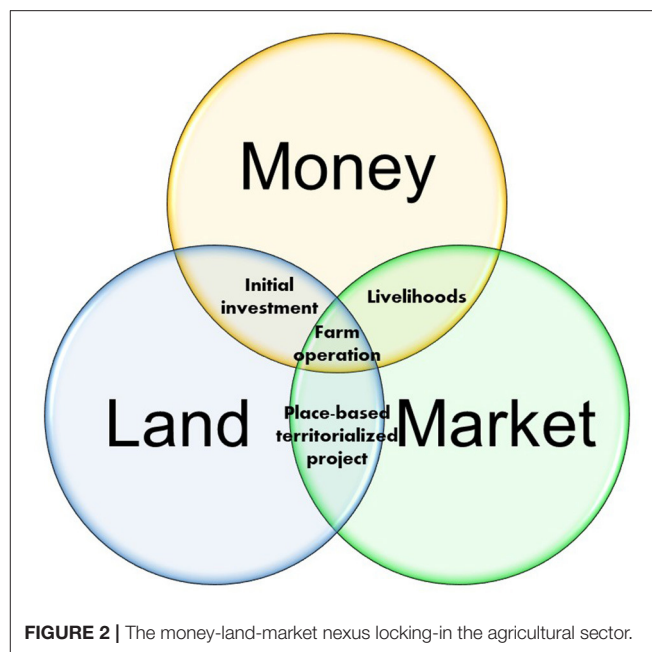 Money
Initial
investment
Livelihoods
Farm
operation
Land
Place-based
territorialized
project
Market
FIGURE 2 | The money-land-market nexus locking-in the agricultural sector.